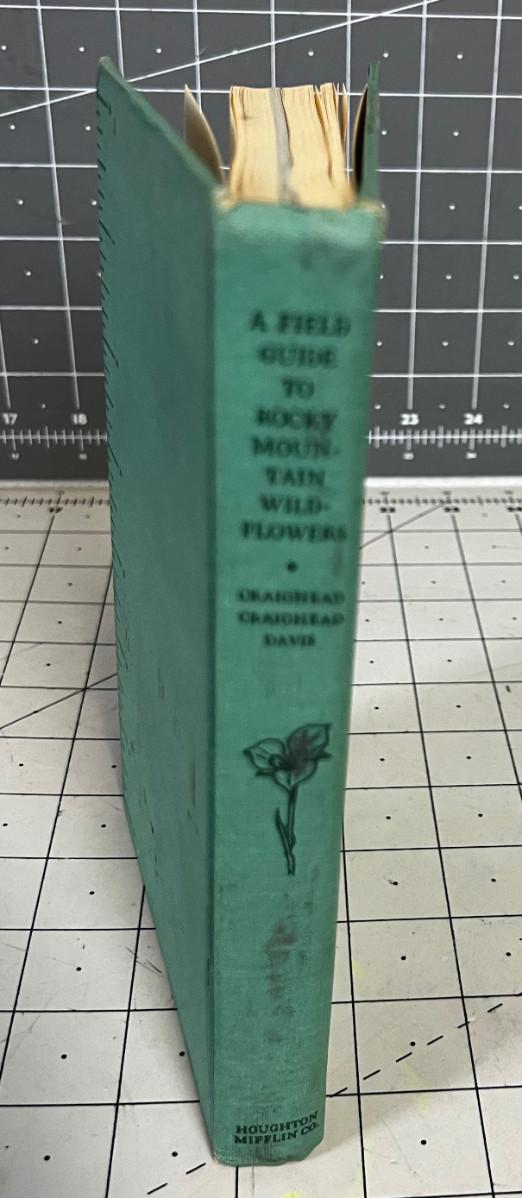 A FIELD
GUIDE
TO
ROCKY
MOUN-
TAIN
WILD-
FLOWERS
•
CRAIGHEAD
CRAIGHEAD
DAVIS
HOUGHTON
MIFFLIN CO.
17 18 23 24